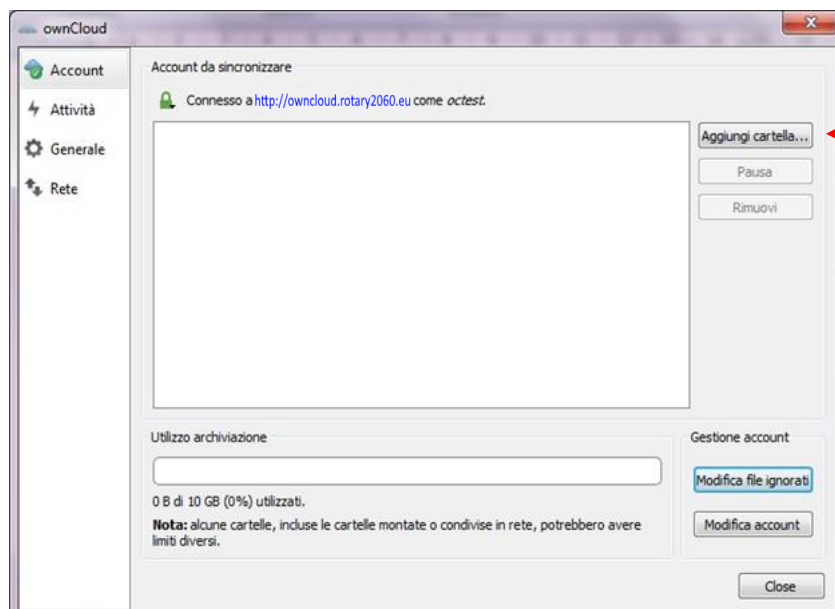 ownCloud
Account
Attività
Generale
Rete
Account da sincronizzare
Connesso a http://owncloud.rotary2060.eu come octest.
Aggiungi cartella...
Pausa
Rimuovi
Utilizzo archiviazione
0 B di 10 GB (0%) utilizzati.
Nota: alcune cartelle, incluse le cartelle montate o condivise in rete, potrebbero avere
limiti diversi.
Gestione account
Modifica file ignorati
Modifica account
Close